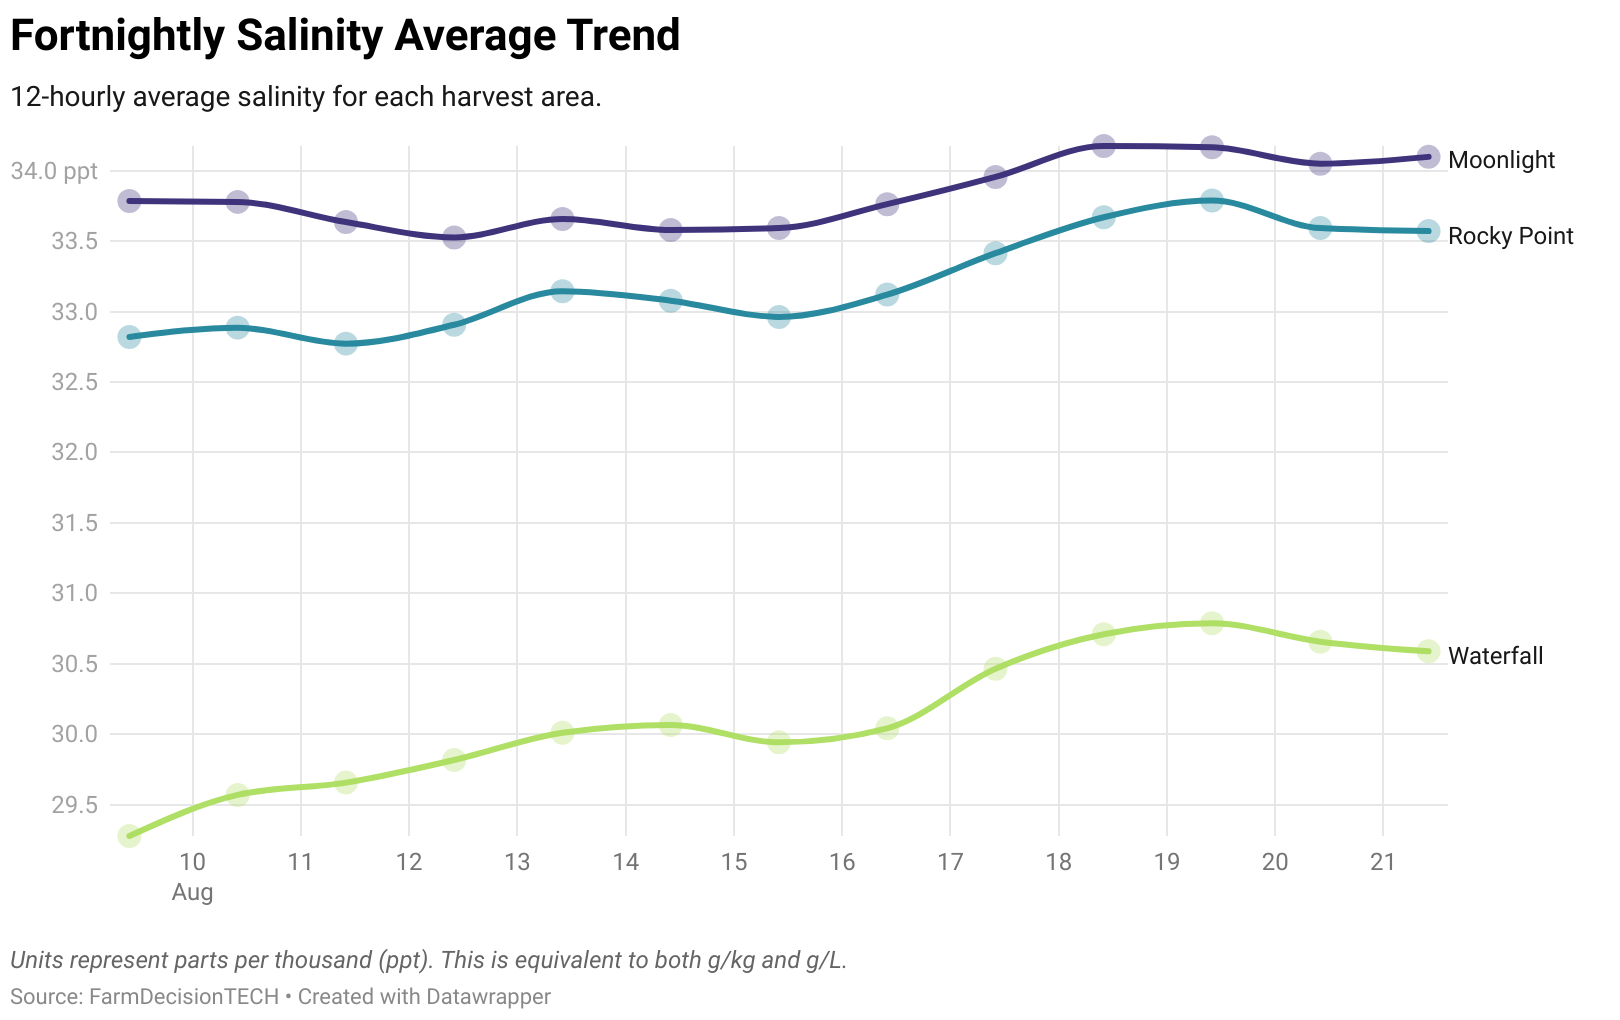 Fortnightly Salinity Average Trend
12-hourly average salinity for each harvest area.
34.0 ppt
33.5
33.0
32.5
32.0
31.5
31.0
30.5
30.0
29.5
Moonlight
Rocky Point
Waterfall
10 11 12 13 14 15 16 17 18 19 20 21
Aug
Units represent parts per thousand (ppt). This is equivalent to both g/kg and g/L.
Source: FarmDecisionTECH • Created with Datawrapper